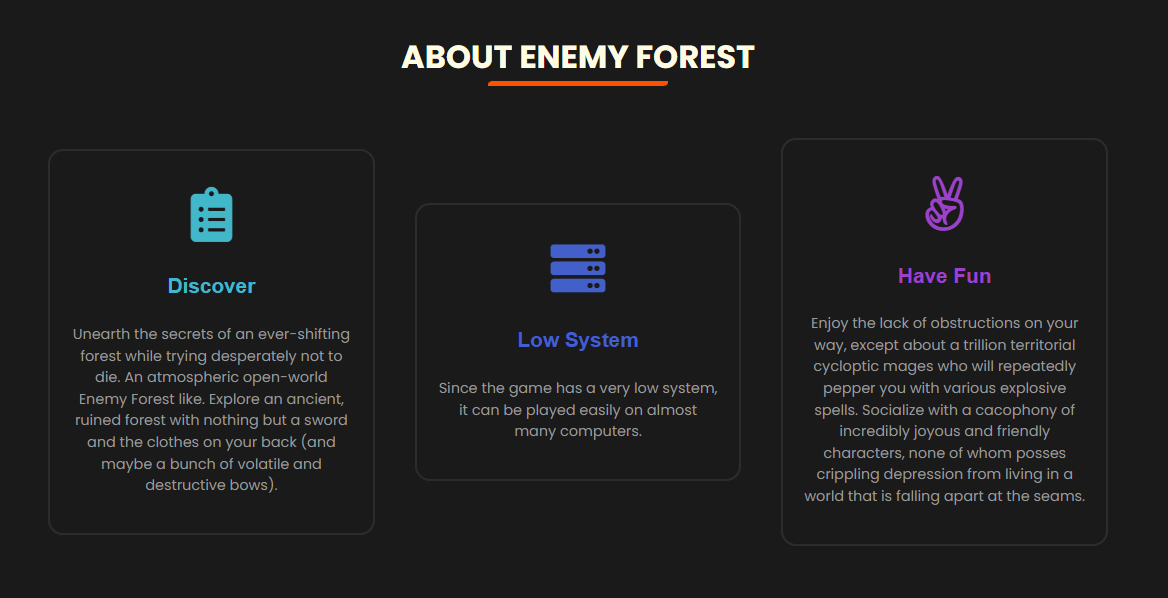 ABOUT ENEMY FOREST
Discover
Unearth the secrets of an ever-shifting
forest while trying desperately not to
die. An atmospheric open-world
Enemy Forest like. Explore an ancient,
ruined forest with nothing but a sword
and the clothes on your back (and
maybe a bunch of volatile and
destructive bows).
Low System
Since the game has a very low system,
it can be played easily on almost
many computers.
Have Fun
Enjoy the lack of obstructions on your
way, except about a trillion territorial
cycloptic mages who will repeatedly
pepper you with various explosive
spells. Socialize with a cacophony of
incredibly joyous and friendly
characters, none of whom posses
crippling depression from living in a
world that is falling apart at the seams.